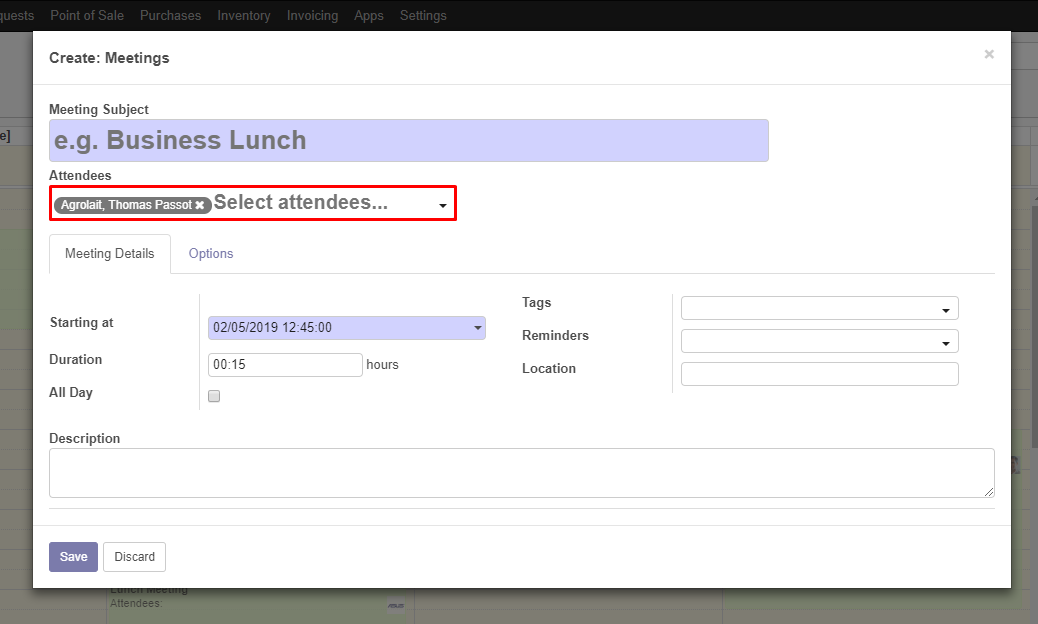 quests Point of Sale Purchases Inventory Invoicing Apps Settings
Create: Meetings ×
e]
Meeting Subject
e.g. Business Lunch
Attendees
Agrolait, Thomas Passot ✖ Select attendees...
Meeting Details Options
Starting at 02/05/2019 12:45:00
Duration 00:15 hours
All Day
Tags
Reminders
Location
Description
Save Discard
Lunch Meeting
Attendees:
ASUS